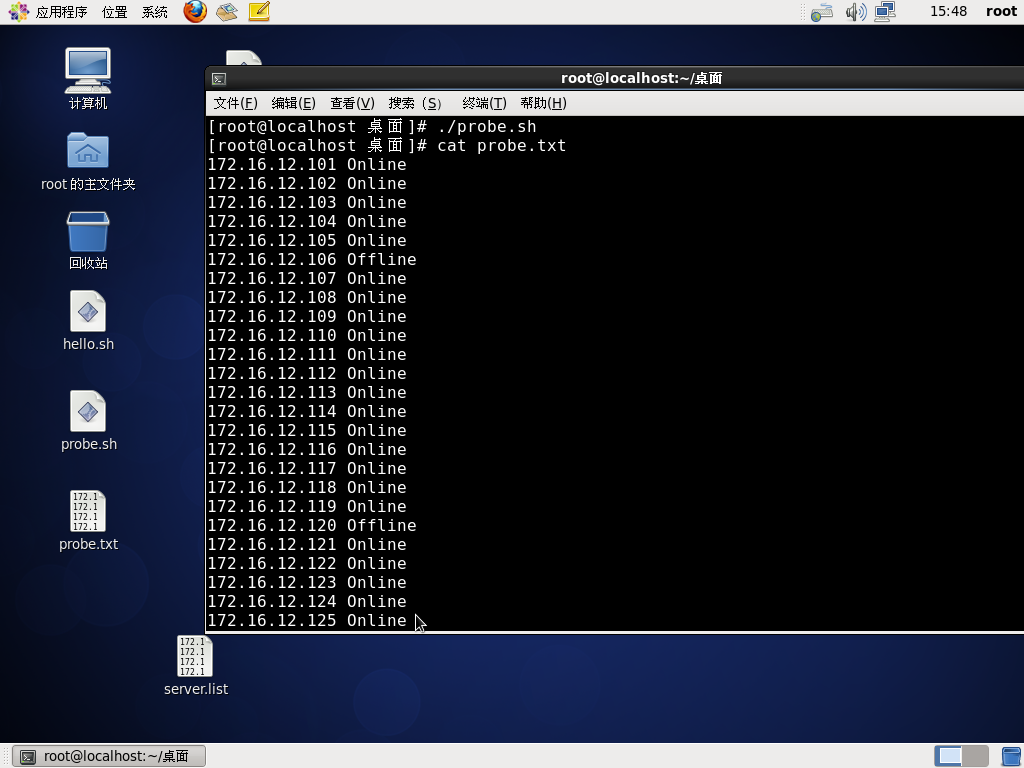 应用程序 位置 系统 15:48 root
计算机
root 的主文件夹
回收站
hello.sh
probe.sh
172.1
172.1
172.1
172.1
probe.txt
172.1
172.1
172.1
172.1
server.list
root@localhost:~/桌面
文件(F) 编辑(E) 查看(V) 搜索 (S) 终端(T) 帮助(H)
[root@localhost 桌面]# ./probe.sh
[root@localhost 桌面]# cat probe.txt
172.16.12.101 Online
172.16.12.102 Online
172.16.12.103 Online
172.16.12.104 Online
172.16.12.105 Online
172.16.12.106 Offline
172.16.12.107 Online
172.16.12.108 Online
172.16.12.109 Online
172.16.12.110 Online
172.16.12.111 Online
172.16.12.112 Online
172.16.12.113 Online
172.16.12.114 Online
172.16.12.115 Online
172.16.12.116 Online
172.16.12.117 Online
172.16.12.118 Online
172.16.12.119 Online
172.16.12.120 Offline
172.16.12.121 Online
172.16.12.122 Online
172.16.12.123 Online
172.16.12.124 Online
172.16.12.125 Online
root@localhost:~/桌面